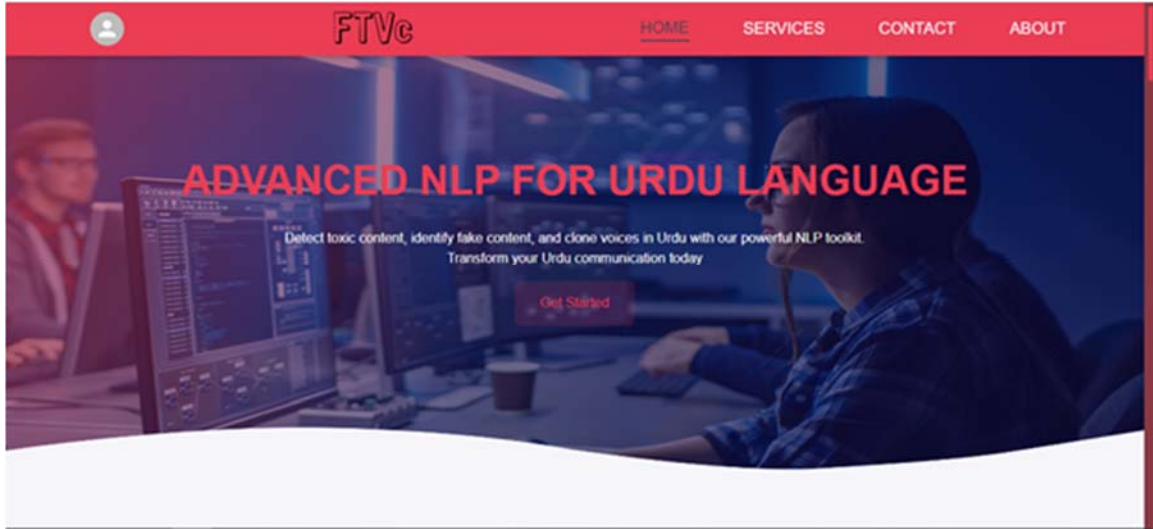 FTVc
HOME SERVICES CONTACT ABOUT
ADVANCED NLP FOR URDU LANGUAGE
Detect toxic content, identify fake content, and clone voices in Urdu with our powerful NLP toolkit.
Transform your Urdu communication today
Get Started